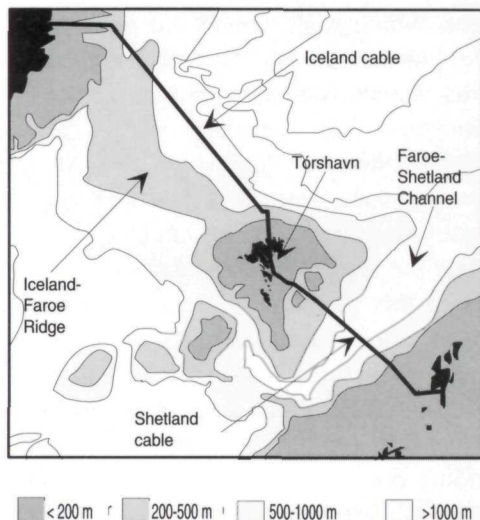 Iceland cable
Tórshavn
Faroe-
Shetland
Channel
Iceland-
Faroe
Ridge
Shetland
cable
< 200 m
200-500 m
500-1000 m
>1000 m